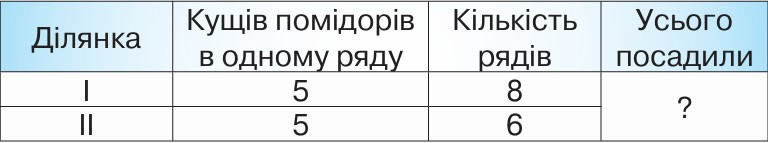 Ділянка
Кущів помідорів
в одному ряду
Кількість
рядів
Усього
посадили
I 5 8
II 5 6
?